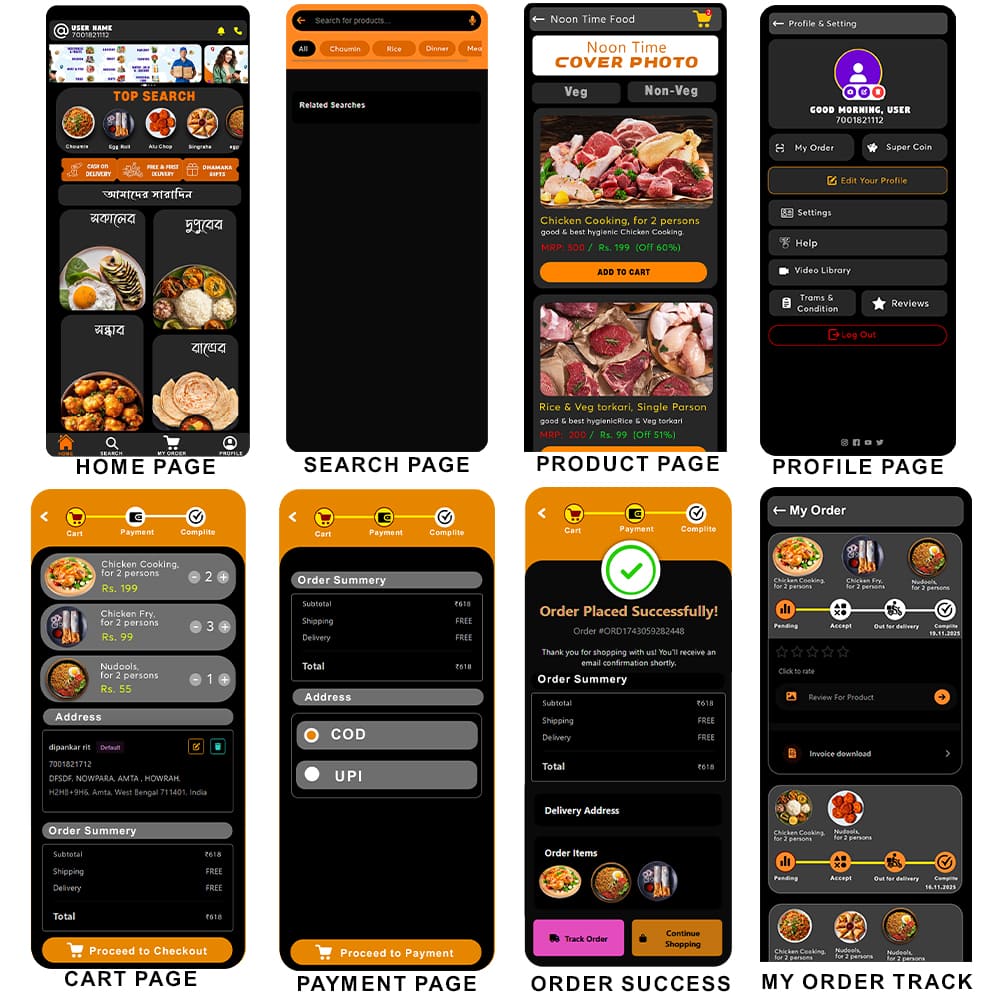 USER NAME
7001821112
TOP SEARCH
Choumin
Egg Roll
Alu Chop
Singraha
CASH ON
DELIVERY
FREE & FIRST
DELIVERY
DHAMAKA
GIFTS
আমাদের সারাদিন
সকালের
দুপুরের
সন্ধার
রাত্রের
HOME
SEARCH
MY ORDER
PROFILE
HOME PAGE
Search for products...
All
Chaumin
Rice
Dinner
Mea
Related Searches
SEARCH PAGE
Noon Time Food
Noon Time
COVER PHOTO
Veg
Non-Veg
Chicken Cooking, for 2 persons
good & best hygienic Chicken Cooking.
MRP: 500 / Rs. 199 (Off 60%)
ADD TO CART
Rice & Veg torkari, Single Parson
good & best hygienicRice & Veg torkari
MRP: 200 / Rs. 99 (Off 51%)
PRODUCT PAGE
Profile & Setting
GOOD MORNING, USER
7001821112
My Order
Super Coin
Edit Your Profile
Settings
Help
Video Library
Trams &
Condition
Reviews
Log Out
PROFILE PAGE
Cart
Payment
Complite
Chicken Cooking,
for 2 persons
Rs. 199
- 2 +
Chicken Fry,
for 2 persons
Rs. 99
- 3 +
Nudools,
for 2 persons
Rs. 55
- 1 +
Address
dipankar rit Default
7001821712
DFSDF, NOWPARA, AMTA , HOWRAH.
H2H8+9H6, Amta, West Bengal 711401, India
Order Summery
Subtotal ₹618
Shipping FREE
Delivery FREE
Total ₹618
Proceed to Checkout
CART PAGE
Cart
Payment
Complite
Order Summery
Subtotal ₹618
Shipping FREE
Delivery FREE
Total ₹618
Address
COD
UPI
Proceed to Payment
PAYMENT PAGE
Cart
Payment
Complite
Order Placed Successfully!
Order #ORD1743059282448
Thank you for shopping with us! You'll receive an
email confirmation shortly.
Order Summery
Subtotal ₹618
Shipping FREE
Delivery FREE
Total ₹618
Delivery Address
Order Items
Track Order
Continue
Shopping
ORDER SUCCESS
My Order
Chicken Cooking,
for 2 persons
Chicken Fry,
for 2 persons
Nudools,
for 2 persons
Pending
Accept
Out for delivery
Complite
19.11.2025
Click to rate
Review For Product
Invoice download
Chicken Cooking,
for 2 persons
Nudools,
for 2 persons
Pending
Accept
Out for delivery
Complite
16.11.2025
Chicken Cooking,
for 2 persons
Nudools,
for 2 persons
Nudools,
for 2 persons
MY ORDER TRACK